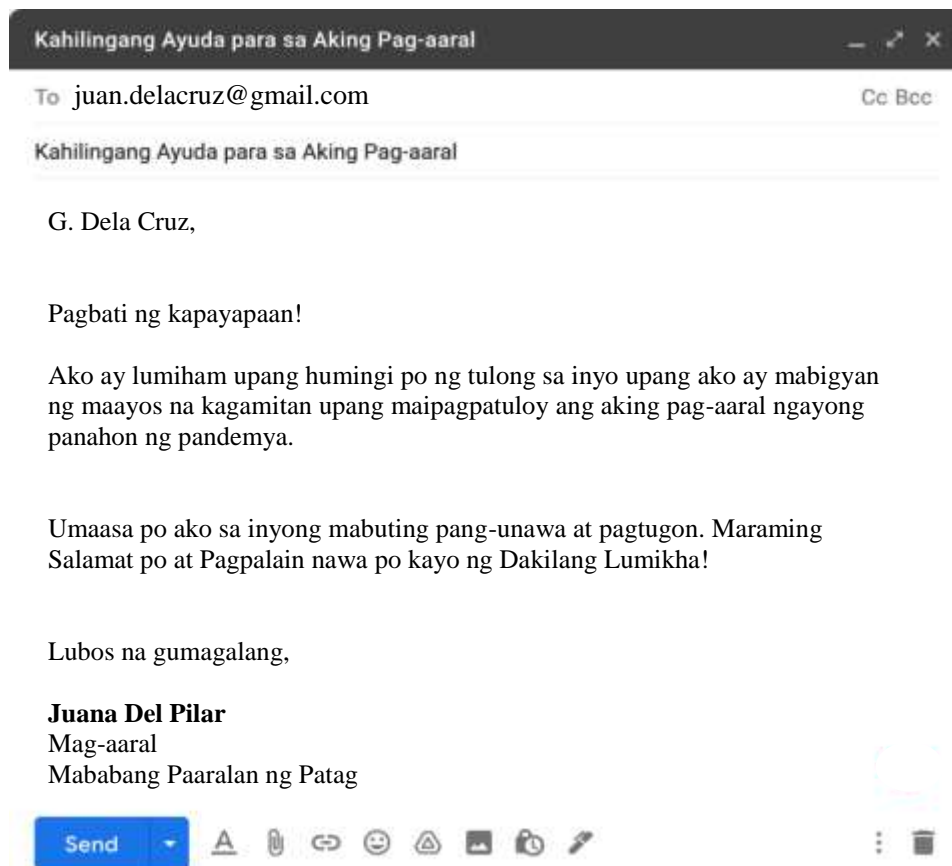 Kahilingang Ayuda para sa Aking Pag-aaral
To juan.delacruz@gmail.com Cc Bcc
Kahilingang Ayuda para sa Aking Pag-aaral
G. Dela Cruz,
Pagbati ng kapayapaan!
Ako ay lumiham upang humingi po ng tulong sa inyo upang ako ay mabigyan
ng maayos na kagamitan upang maipagpatuloy ang aking pag-aaral ngayong
panahon ng pandemya.
Umaasa po ako sa inyong mabuting pang-unawa at pagtugon. Maraming
Salamat po at Pagpalain nawa po kayo ng Dakilang Lumikha!
Lubos na gumagalang,
Juana Del Pilar
Mag-aaral
Mababang Paaralan ng Patag
Send